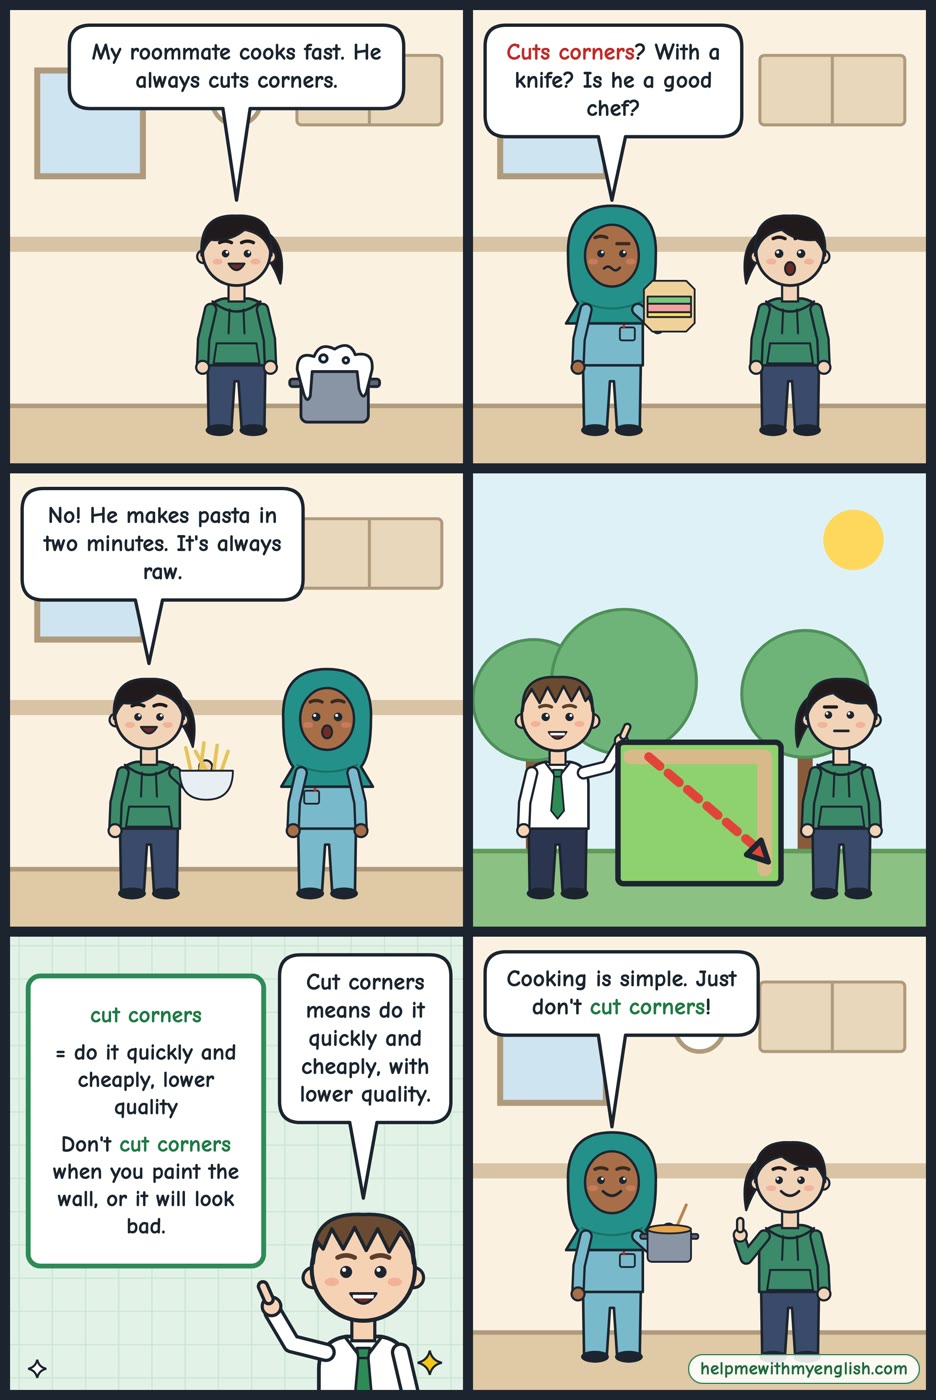 My roommate cooks fast. He
always cuts corners.
Cuts corners? With a
knife? Is he a good
chef?
No! He makes pasta in
two minutes. It's always
raw.
cut corners
= do it quickly and
cheaply, lower
quality
Don't cut corners
when you paint the
wall, or it will look
bad.
Cut corners
means do it
quickly and
cheaply, with
lower quality.
Cooking is simple. Just
don't cut corners!
helpmewithmyenglish.com